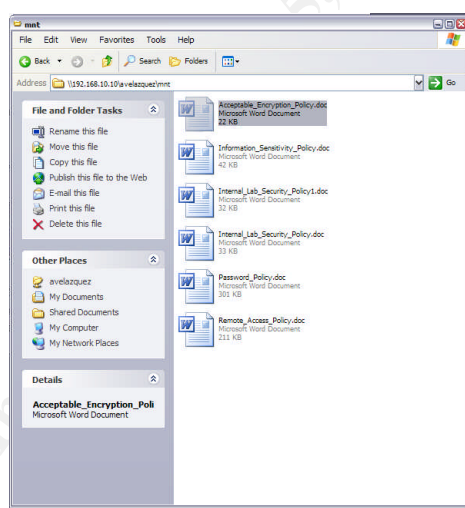 mnt
File Edit View Favorites Tools Help
Back Search Folders
Address \\192.168.10.10\avelazquez\mnt Go
File and Folder Tasks
Rename this file
Move this file
Copy this file
Publish this file to the Web
E-mail this file
Print this file
Delete this file
Other Places
avelazquez
My Documents
Shared Documents
My Computer
My Network Places
Details
Acceptable_Encryption_Poli
Microsoft Word Document
Acceptable_Encryption_Policy.doc
Microsoft Word Document
22 KB
Information_Sensitivity_Policy.doc
Microsoft Word Document
42 KB
Internal_Lab_Security_Policy1.doc
Microsoft Word Document
32 KB
Internal_Lab_Security_Policy.doc
Microsoft Word Document
33 KB
Password_Policy.doc
Microsoft Word Document
301 KB
Remote_Access_Policy.doc
Microsoft Word Document
211 KB